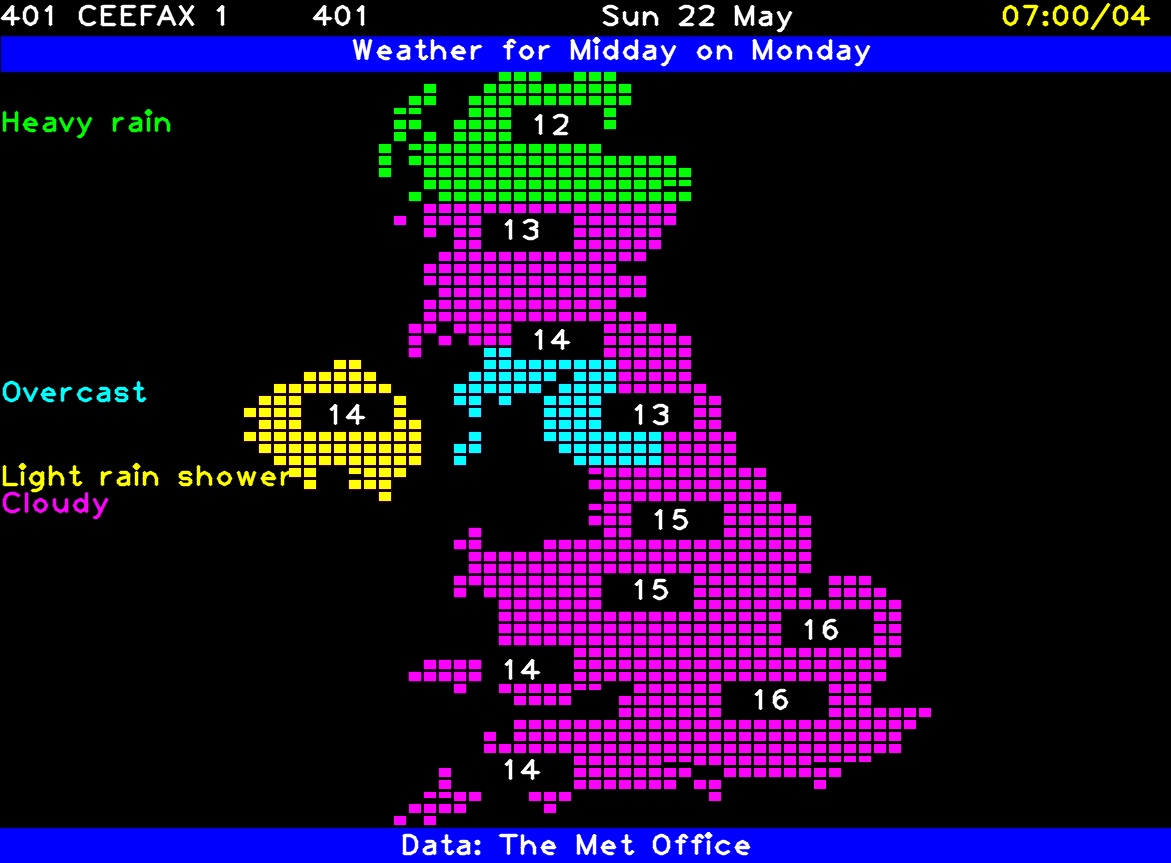 401 CEEFAX 1 401 Sun 22 May 07:00/04
Weather for Midday on Monday
Heavy rain
12
13
14
Overcast
14
13
Light rain shower
Cloudy
15
15
16
14
16
14
Data: The Met Office